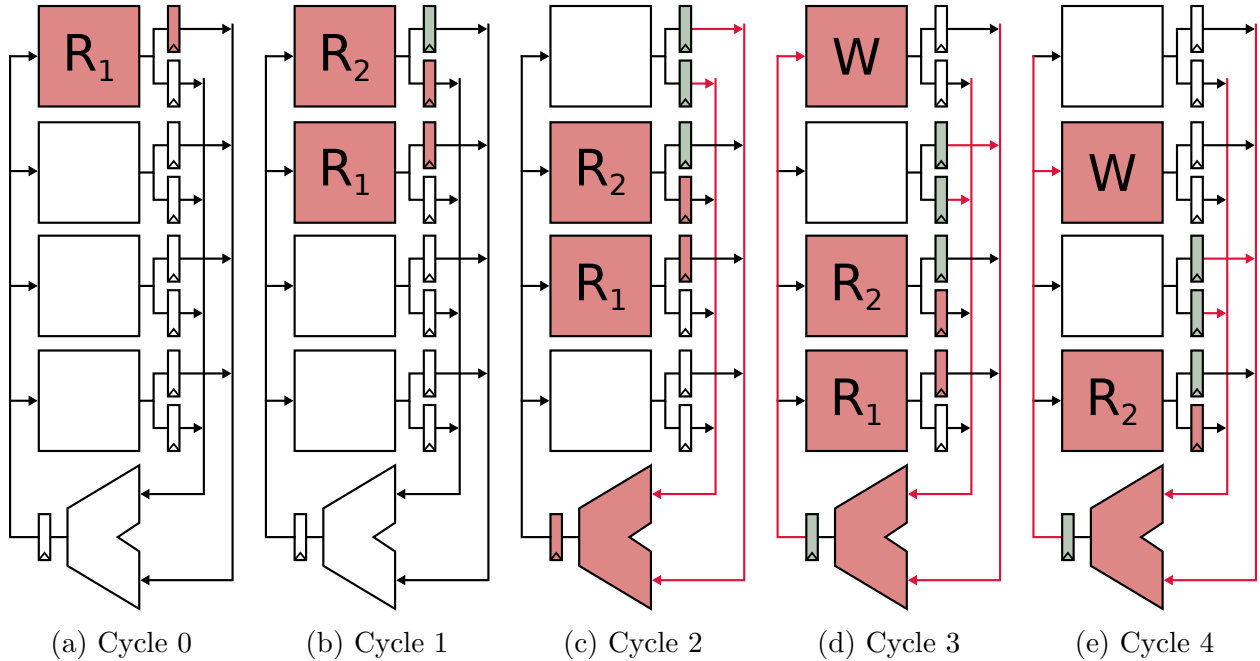 R₁
R₂
R₁
R₂
R₁
W
R₂
R₁
W
R₂
(a) Cycle 0
(b) Cycle 1
(c) Cycle 2
(d) Cycle 3
(e) Cycle 4